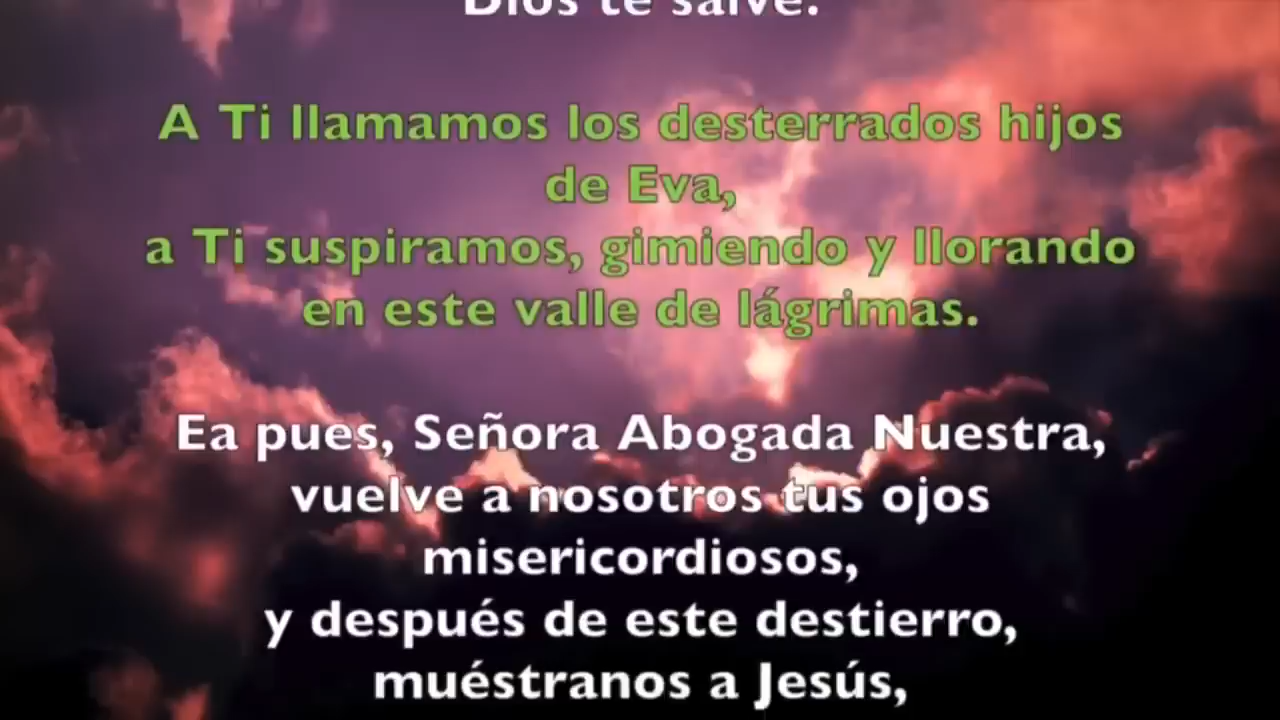 Dios te salve.
A Ti llamamos los desterrados hijos
de Eva,
a Ti suspiramos, gimiendo y llorando
en este valle de lágrimas.
Ea pues, Señora Abogada Nuestra,
vuelve a nosotros tus ojos
misericordiosos,
y después de este destierro,
muéstranos a Jesús,